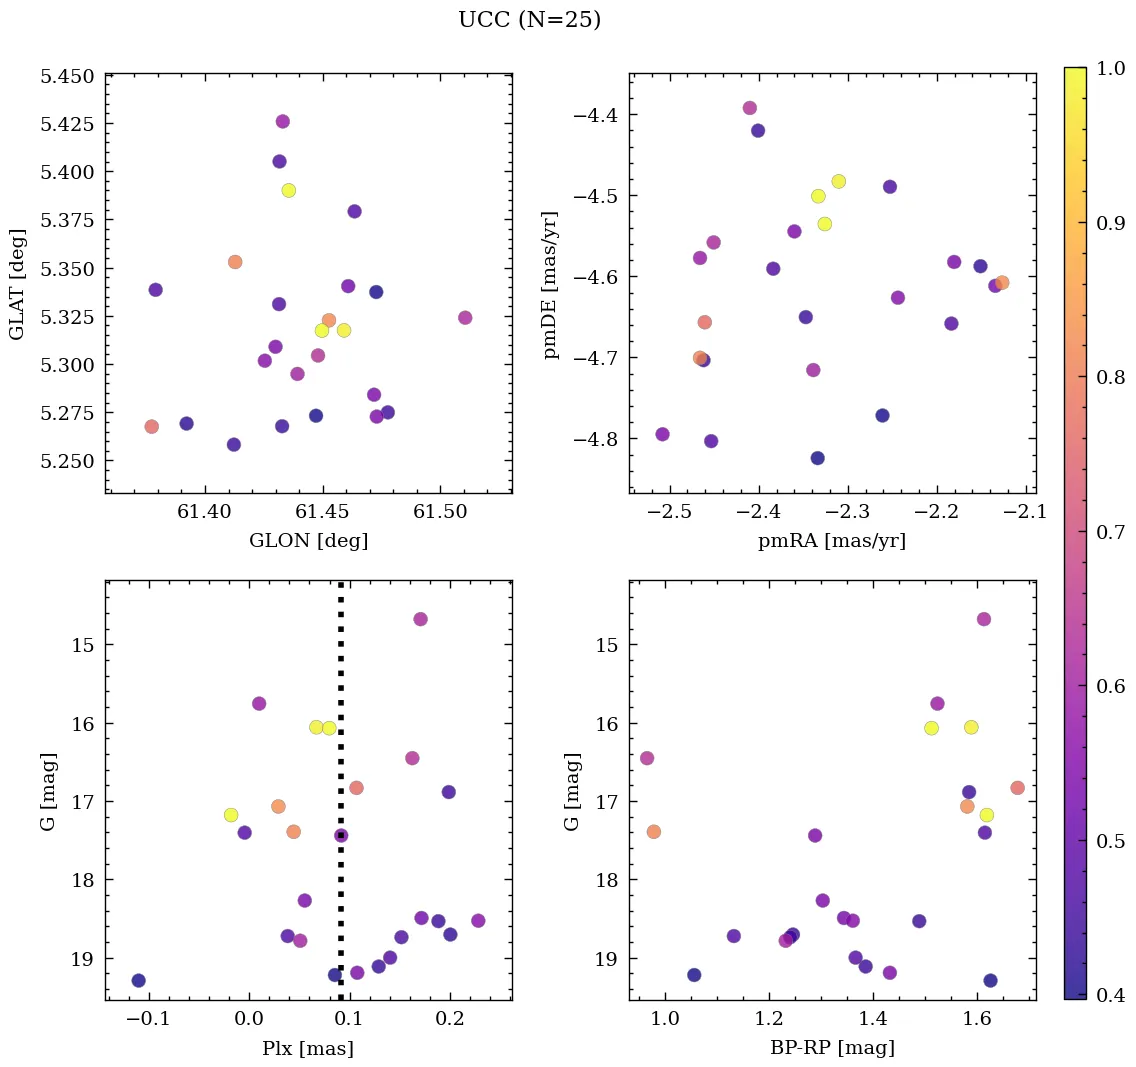 UCC (N=25)
5.450
5.425
5.400
5.375
5.350
5.325
5.300
5.275
5.250
GLAT [deg]
61.40 61.45 61.50
GLON [deg]
−4.4
−4.5
−4.6
−4.7
−4.8
pmDE [mas/yr]
−2.5 −2.4 −2.3 −2.2 −2.1
pmRA [mas/yr]
15
16
17
18
19
G [mag]
−0.1 0.0 0.1 0.2
Plx [mas]
15
16
17
18
19
G [mag]
1.0 1.2 1.4 1.6
BP-RP [mag]
1.0
0.9
0.8
0.7
0.6
0.5
0.4